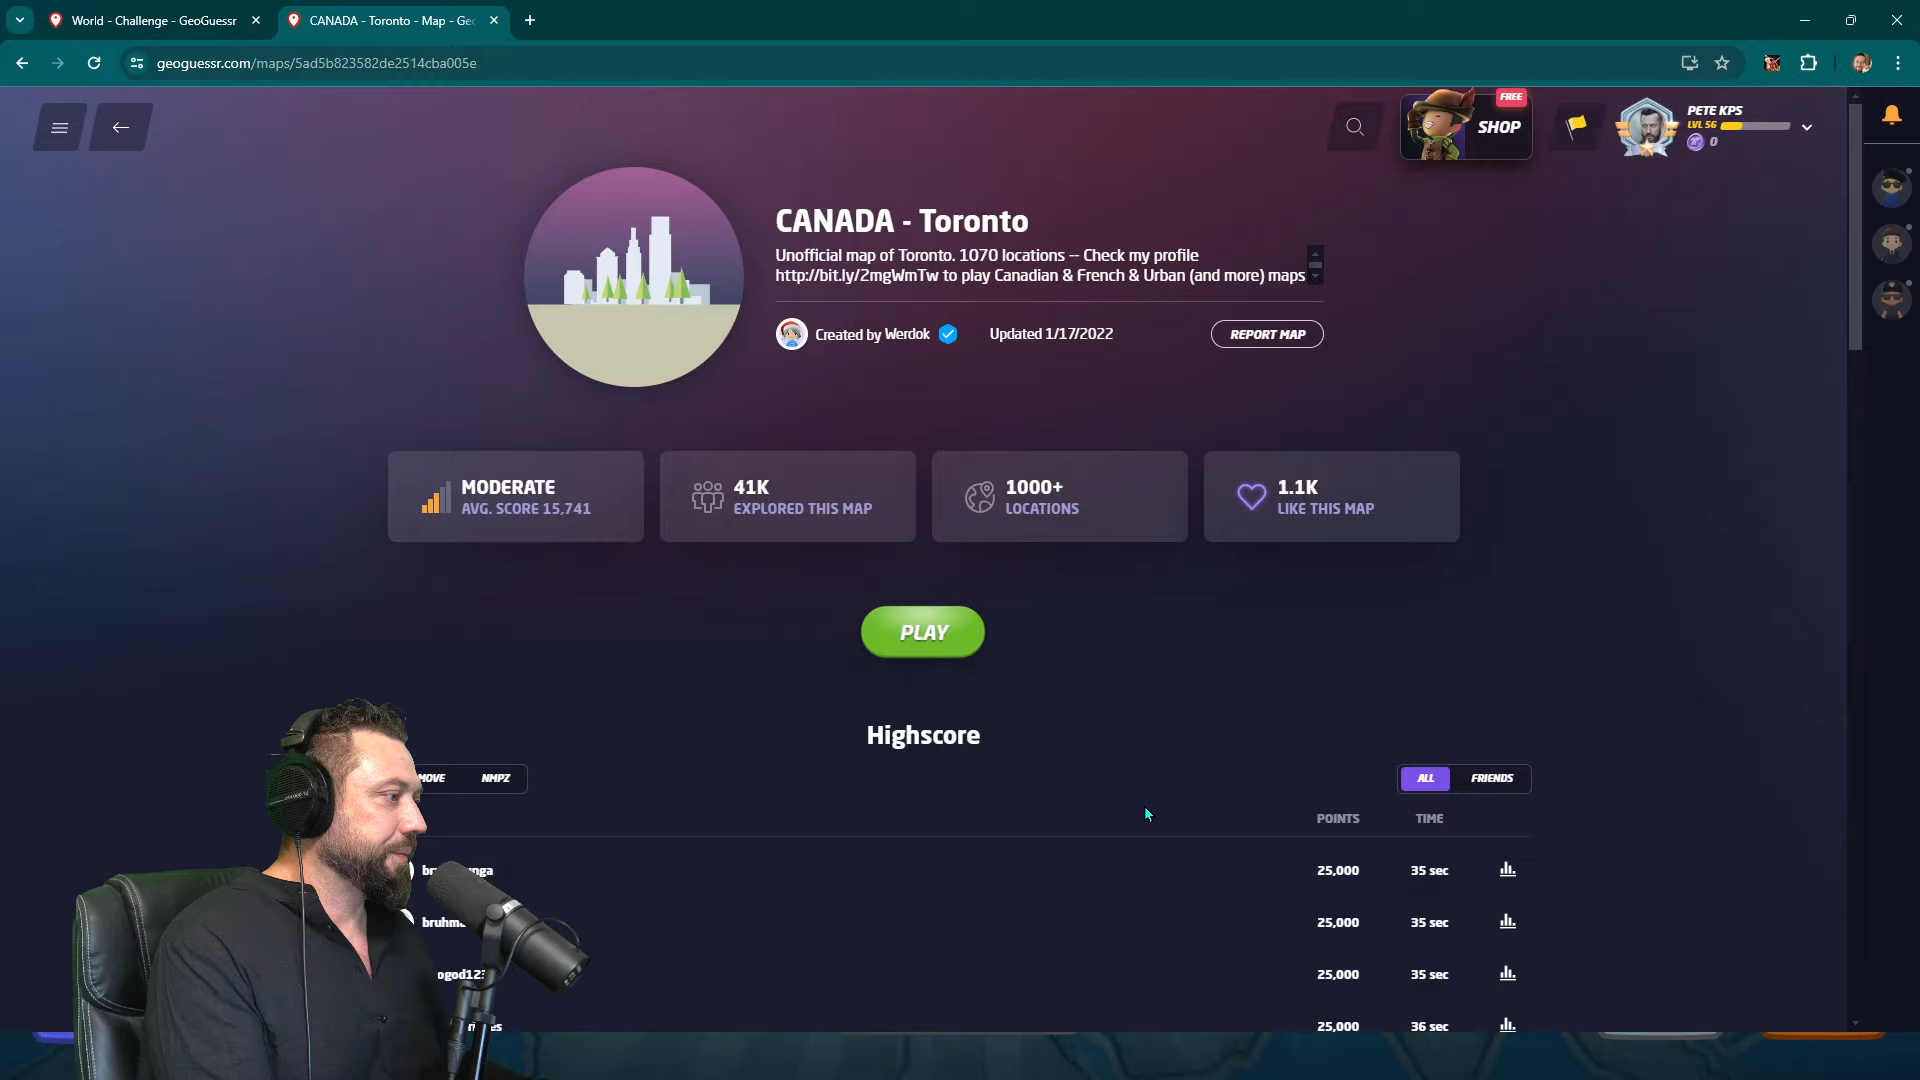 World - Challenge - GeoGuessr
CANADA - Toronto - Map - Geo
geoguessr.com/maps/5ad5b823582de2514cba005e
FREE
SHOP
PETE KPS
LVL 56
0
CANADA - Toronto
Unofficial map of Toronto. 1070 locations -- Check my profile
http://bit.ly/2mgWmTw to play Canadian & French & Urban (and more) maps
Created by Werdok
Updated 1/17/2022
REPORT MAP
MODERATE
AVG. SCORE 15,741
41K
EXPLORED THIS MAP
1000+
LOCATIONS
1.1K
LIKE THIS MAP
PLAY
Highscore
MOVE
NMPZ
ALL
FRIENDS
POINTS
TIME
25,000
35 sec
25,000
35 sec
25,000
35 sec
25,000
36 sec